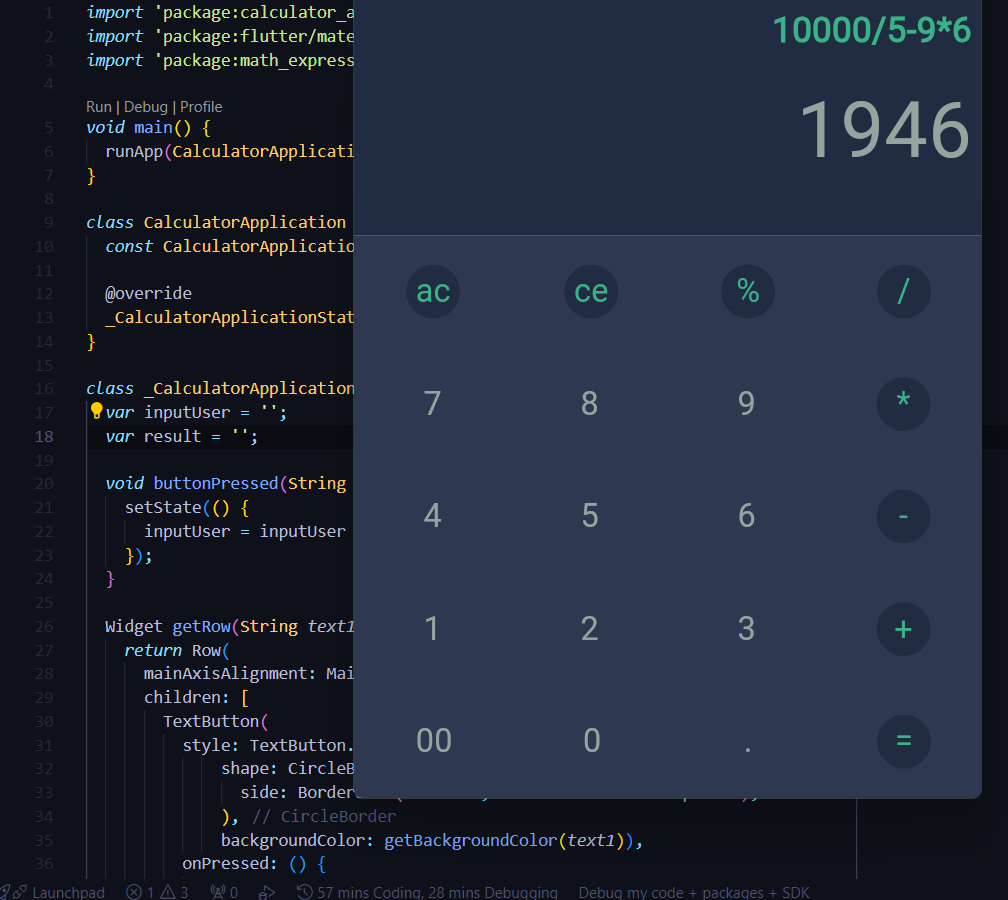 1 import 'package:calculator_a
2 import 'package:flutter/mate
3 import 'package:math_express
4
Run | Debug | Profile
5 void main() {
6 runApp(CalculatorApplicati
7 }
8
9 class CalculatorApplication
10 const CalculatorApplicatio
11
12 @override
13 _CalculatorApplicationStat
14 }
15
16 class _CalculatorApplication
17 var inputUser = '';
18 var result = '';
19
20 void buttonPressed(String
21 setState(() {
22 inputUser = inputUser
23 });
24 }
25
26 Widget getRow(String text1
27 return Row(
28 mainAxisAlignment: Mai
29 children: [
30 TextButton(
31 style: TextButton.
32 shape: CircleB
33 side: Border
34 ), // CircleBorder
35 backgroundColor: getBackgroundColor(text1)),
36 onPressed: () {
10000/5-9*6
1946
ac ce % /
7 8 9 *
4 5 6 -
1 2 3 +
00 0 . =
Launchpad 1 3 0 57 mins Coding, 28 mins Debugging Debug my code + packages + SDK